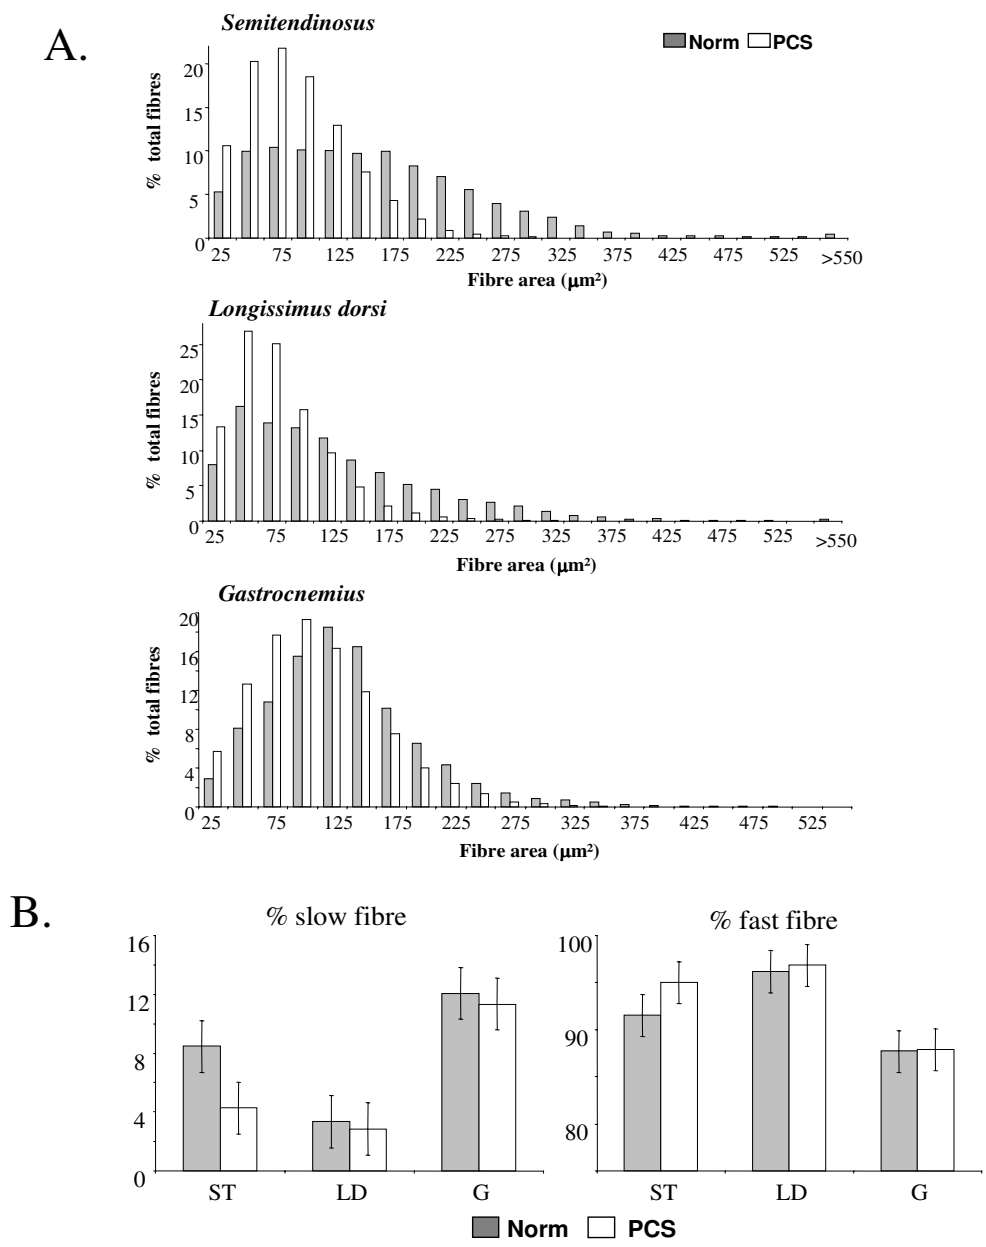 A.
Semitendinosus
Norm PCS
% total fibres
20
15
10
5
0
25 75 125 175 225 275 325 375 425 475 525 >550
Fibre area (μm²)
Longissimus dorsi
% total fibres
25
20
15
10
5
0
25 75 125 175 225 275 325 375 425 475 525 >550
Fibre area (μm²)
Gastrocnemius
% total fibres
20
16
12
8
4
0
25 75 125 175 225 275 325 375 425 475 525
Fibre area (μm²)
B.
% slow fibre
16
12
8
4
0
ST LD G
% fast fibre
100
90
80
ST LD G
Norm PCS